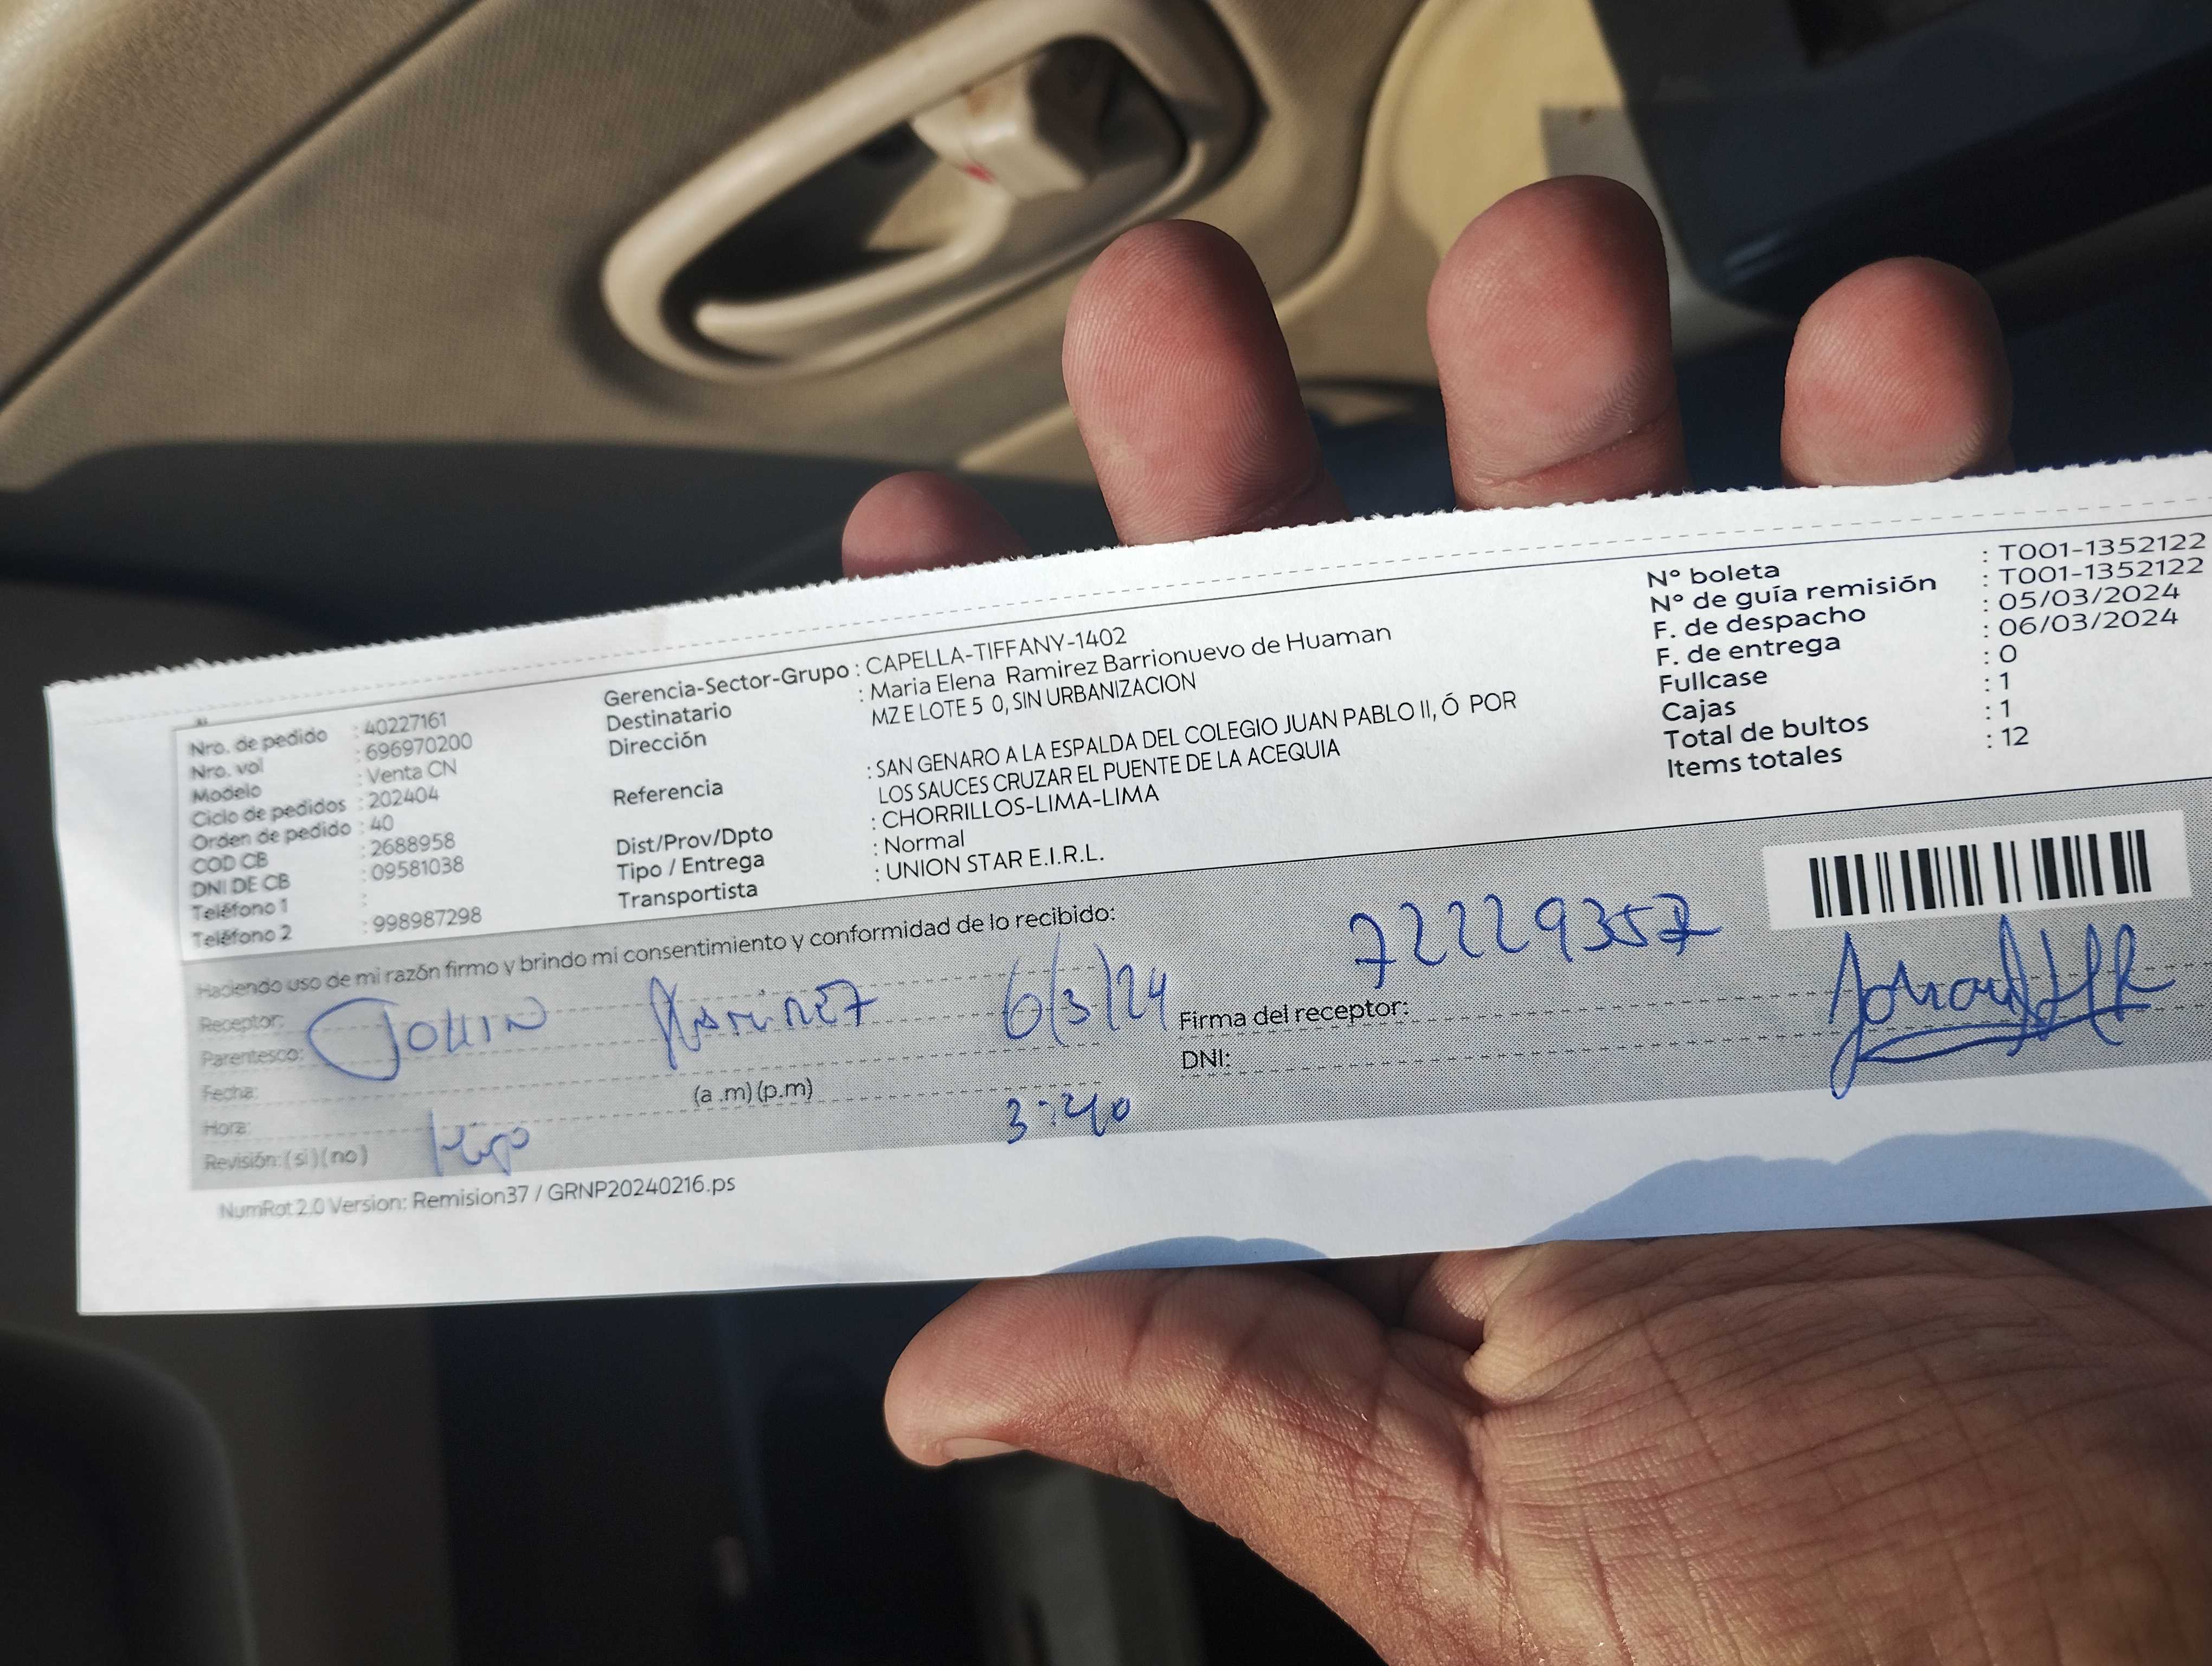 Nro. de pedido : 40227161
Nro. vol : 696970200
Modelo : Venta CN
Ciclo de pedidos : 202404
Orden de pedido : 40
COD CB : 2688958
DNI DE CB : 09581038
Teléfono 1 :
Teléfono 2 : 998987298
Gerencia-Sector-Grupo : CAPELLA-TIFFANY-1402
Destinatario : Maria Elena Ramirez Barrionuevo de Huaman
Dirección MZ E LOTE 5 0, SIN URBANIZACION
Referencia : SAN GENARO A LA ESPALDA DEL COLEGIO JUAN PABLO II, Ó POR
LOS SAUCES CRUZAR EL PUENTE DE LA ACEQUIA
Dist/Prov/Dpto : CHORRILLOS-LIMA-LIMA
Tipo / Entrega : Normal
Transportista : UNION STAR E.I.R.L.
Nº boleta : T001-1352122
Nº de guía remisión : T001-1352122
F. de despacho : 05/03/2024
F. de entrega : 06/03/2024
Fullcase : 0
Cajas : 1
Total de bultos : 1
Items totales : 12
Haciendo uso de mi razón firmo y brindo mi consentimiento y conformidad de lo recibido:
72229357
Receptor:
Parentesco:
6/3/24
Firma del receptor:
Fecha:
DNI:
Hora: (a .m) (p.m)
3:40
Revisión: (si) (no)
Hijo
NumRot 2.0 Version: Remision37 / GRNP20240216.ps